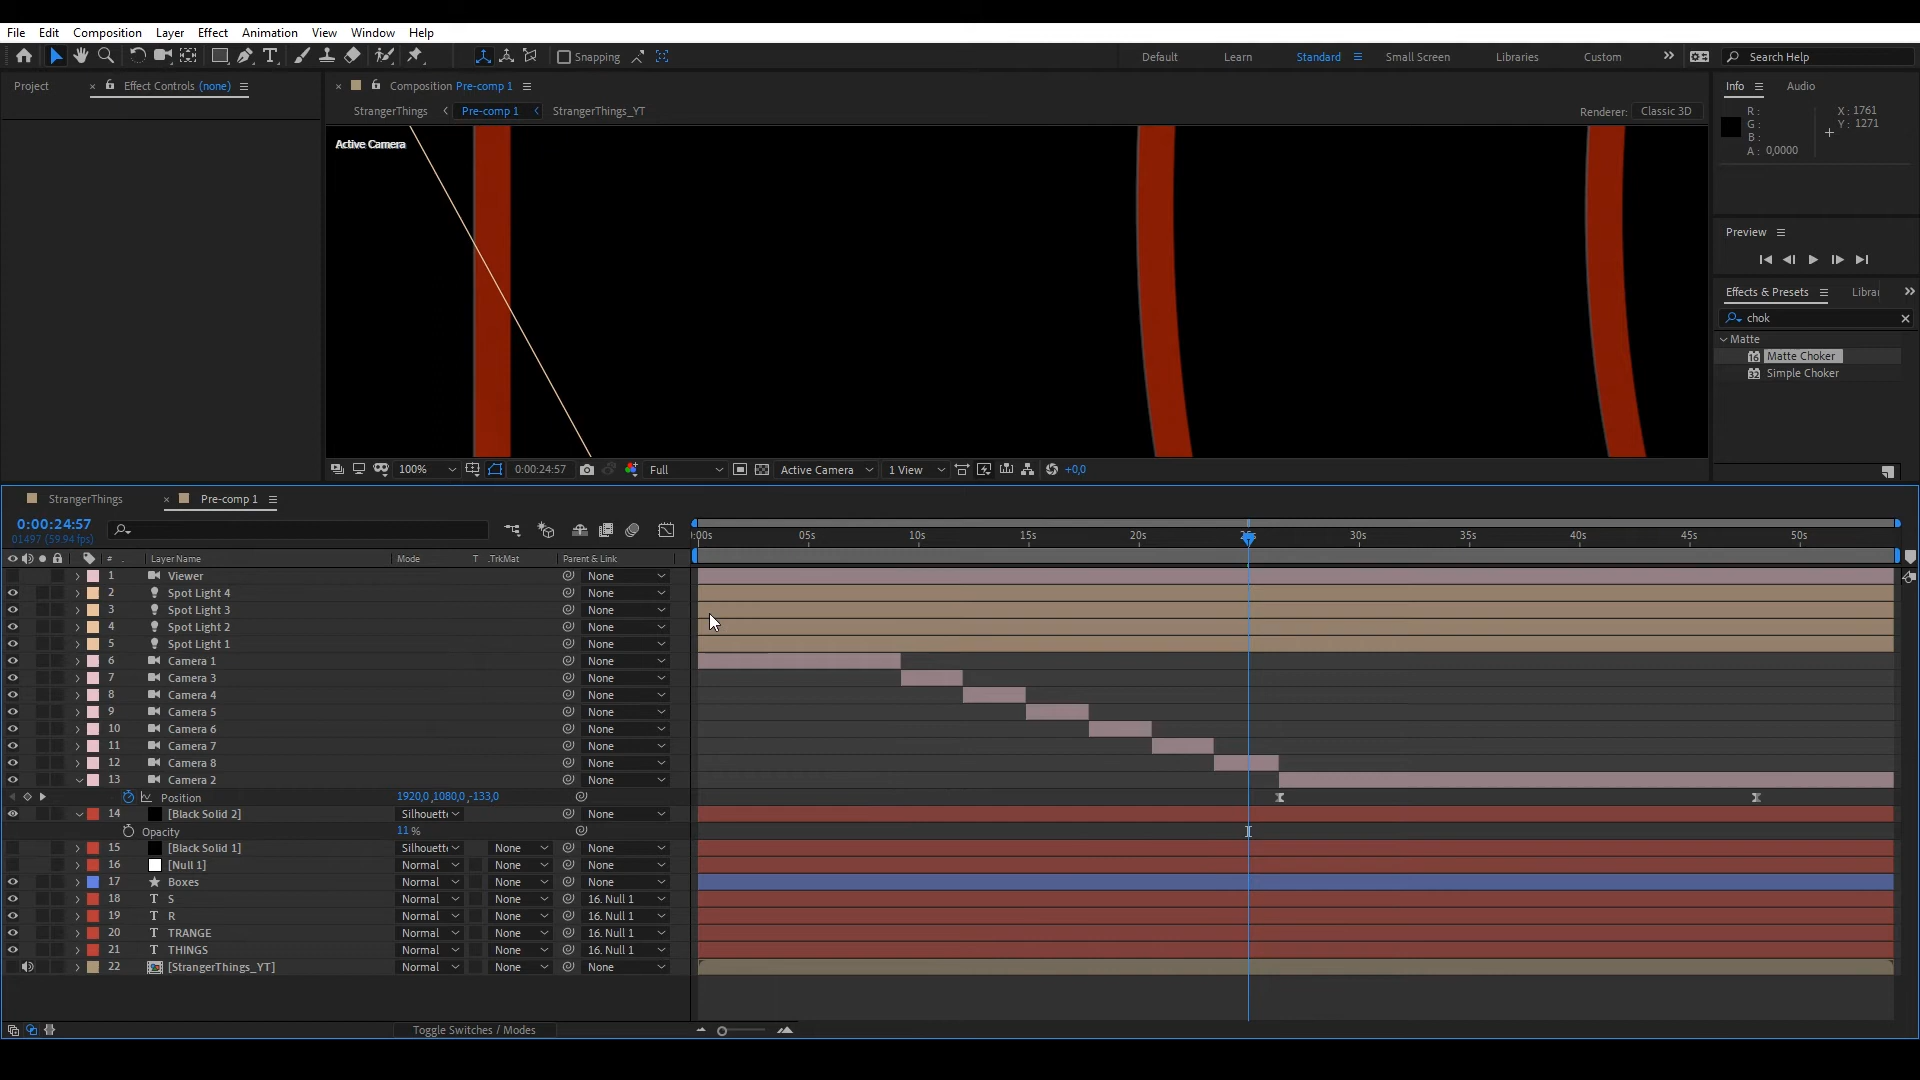 File Edit Composition Layer Effect Animation View Window Help
Snapping Default Learn Standard Small Screen Libraries Custom Search Help
Project Effect Controls (none) Composition Pre-comp 1 Info Audio
StrangerThings Pre-comp 1 StrangerThings_YT Renderer: Classic 3D
Active Camera
R: X: 1761
G: Y: 1271
B:
A: 0,0000
Preview
Effects & Presets Librar
chok
Matte
Matte Choker
Simple Choker
100% 0:00:24:57 Full Active Camera 1 View +0,0
StrangerThings Pre-comp 1
0:00:24:57
01497 (59.94 fps)
:00s 05s 10s 15s 20s 25s 30s 35s 40s 45s 50s
# Layer Name Mode T .TrkMat Parent & Link
1 Viewer None
2 Spot Light 4 None
3 Spot Light 3 None
4 Spot Light 2 None
5 Spot Light 1 None
6 Camera 1 None
7 Camera 3 None
8 Camera 4 None
9 Camera 5 None
10 Camera 6 None
11 Camera 7 None
12 Camera 8 None
13 Camera 2 None
Position 1920,0,1080,0,-133,0
14 [Black Solid 2] Silhouett None
Opacity 11 %
15 [Black Solid 1] Silhouett None None
16 [Null 1] Normal None None
17 Boxes Normal None None
18 T S Normal None 16. Null 1
19 T R Normal None 16. Null 1
20 T TRANGE Normal None 16. Null 1
21 T THINGS Normal None 16. Null 1
22 [StrangerThings_YT] Normal None None
Toggle Switches / Modes